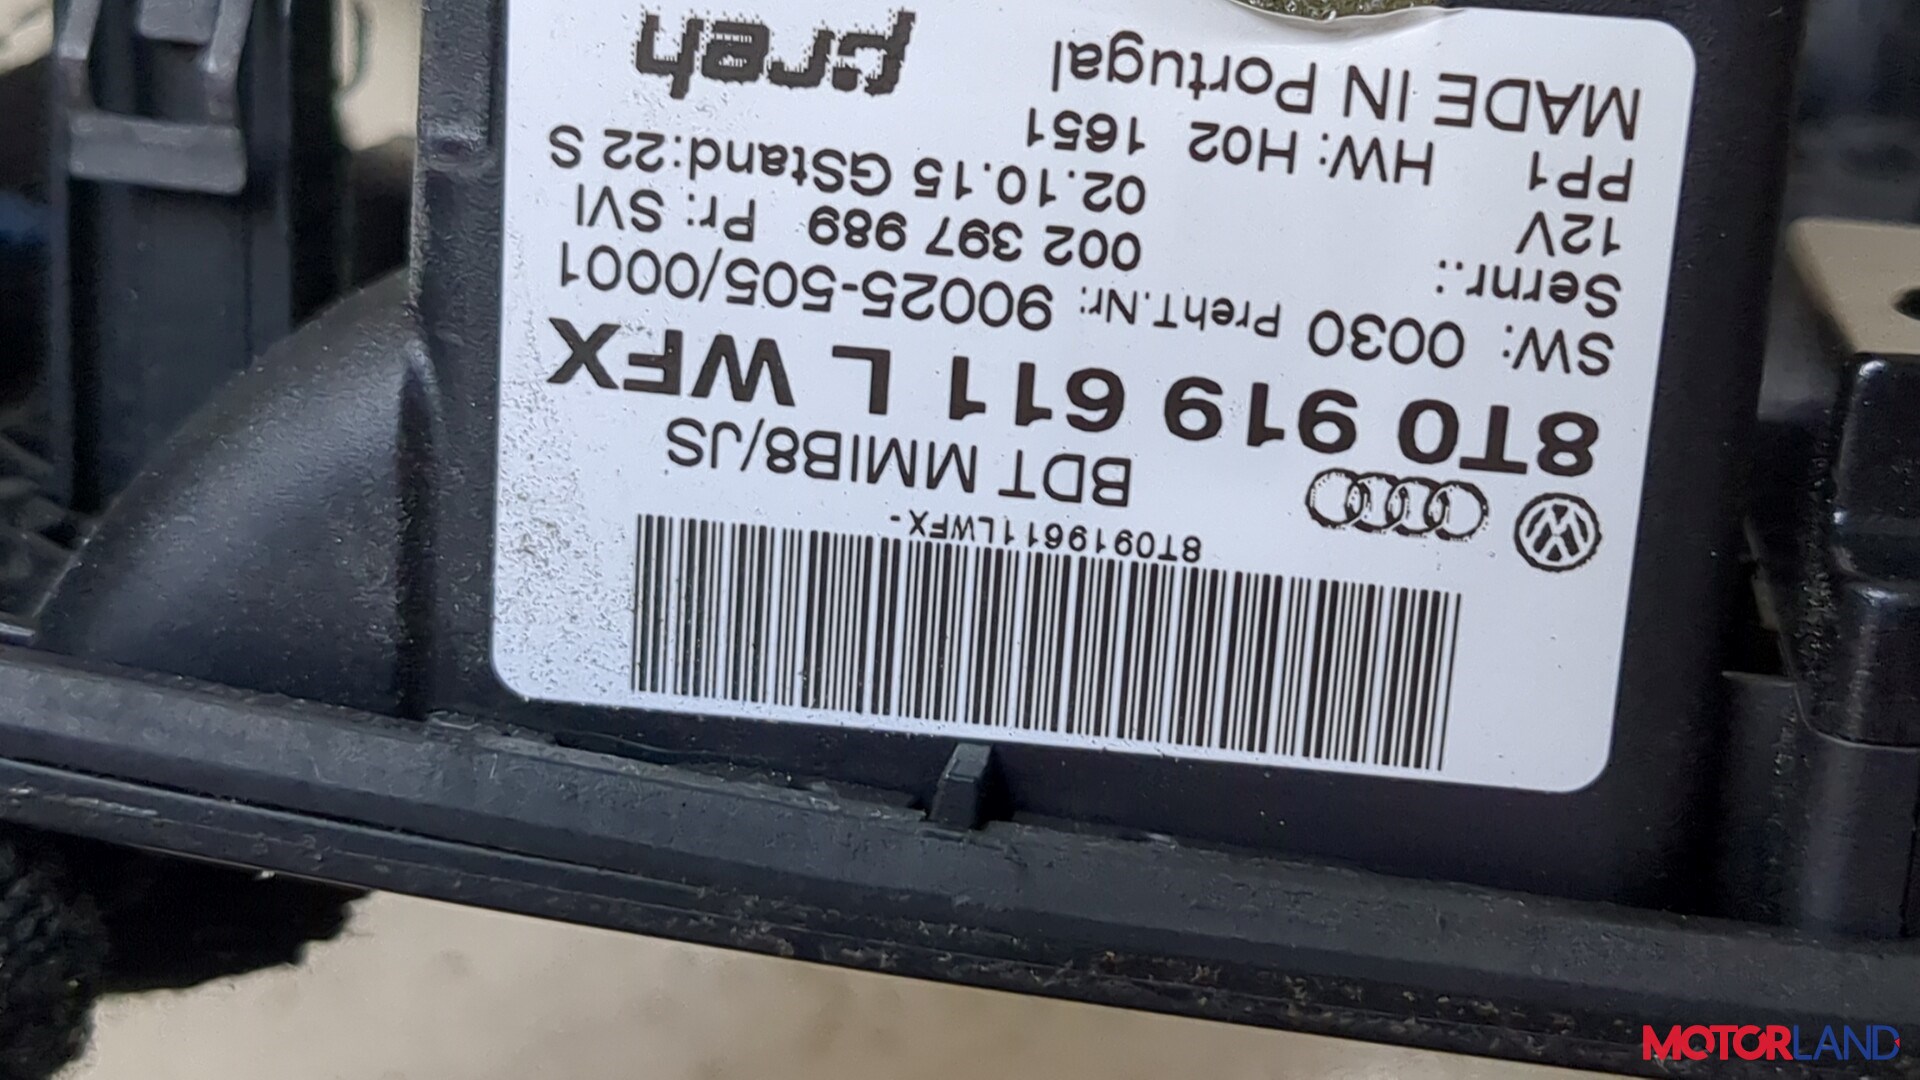 8T0919611LWFX-
BDT MMIB8/JS
8T0 919 611 L WFX
SW: 0030 PrehT.Nr: 90025-505/0001
Sernr.: 002 397 989 Pr: SVI
12V 02.10.15 GStand:22 S
PP1 HW: H02 1651
MADE IN Portugal preh
MOTORLAND